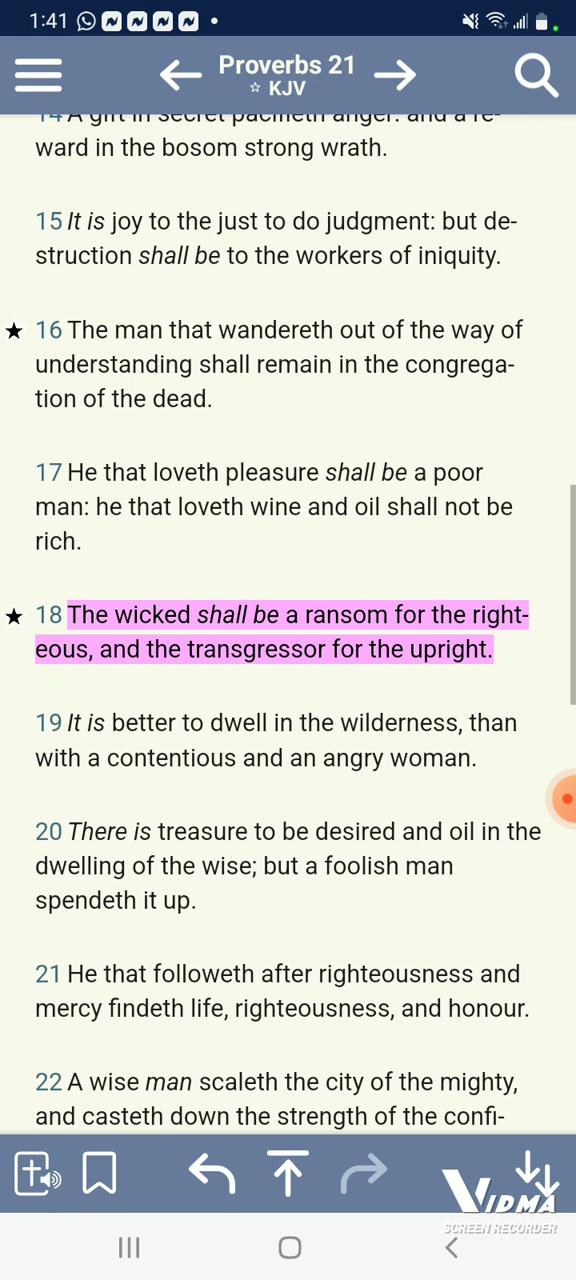 1:41
Proverbs 21
☆ KJV
14 A gift in secret pacifieth anger: and a re-
ward in the bosom strong wrath.
15 It is joy to the just to do judgment: but de-
struction shall be to the workers of iniquity.
★ 16 The man that wandereth out of the way of
understanding shall remain in the congrega-
tion of the dead.
17 He that loveth pleasure shall be a poor
man: he that loveth wine and oil shall not be
rich.
★ 18 The wicked shall be a ransom for the right-
eous, and the transgressor for the upright.
19 It is better to dwell in the wilderness, than
with a contentious and an angry woman.
20 There is treasure to be desired and oil in the
dwelling of the wise; but a foolish man
spendeth it up.
21 He that followeth after righteousness and
mercy findeth life, righteousness, and honour.
22 A wise man scaleth the city of the mighty,
and casteth down the strength of the confi-
VIDMA
SCREEN RECORDER